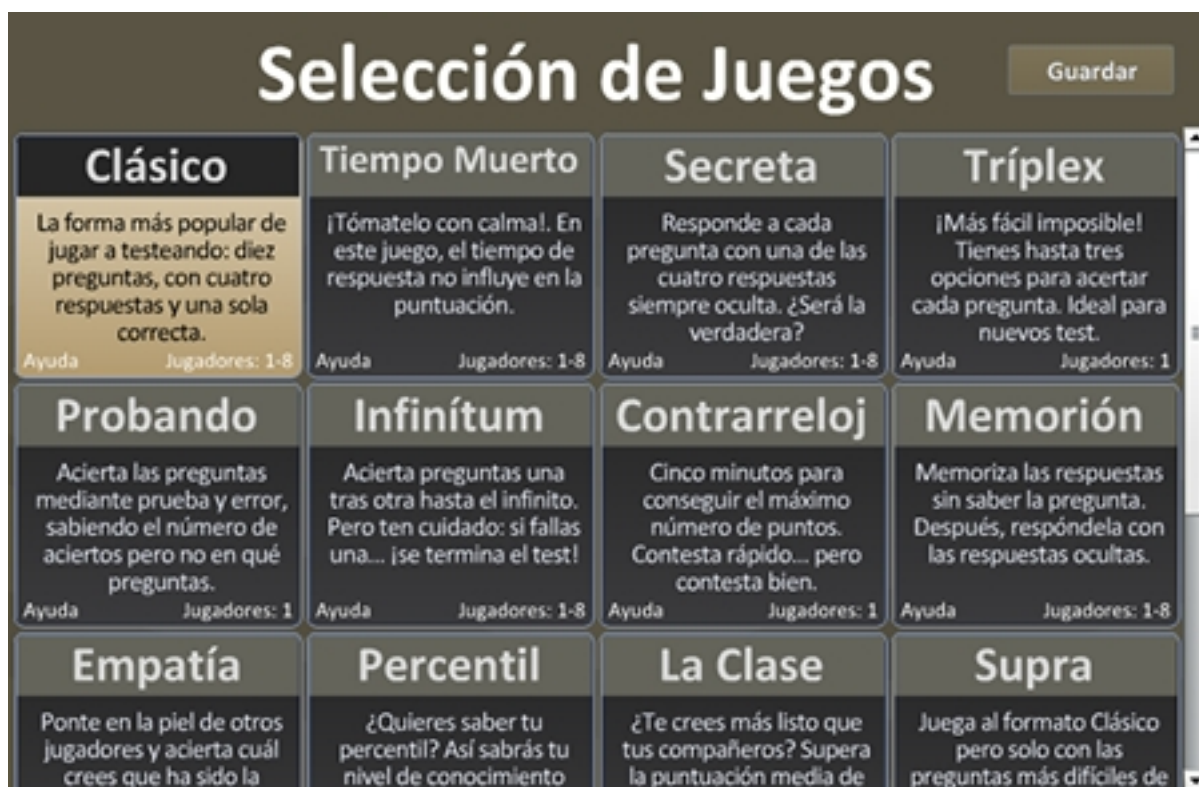 Selección de Juegos
Guardar
Clásico
La forma más popular de
jugar a testeando: diez
preguntas, con cuatro
respuestas y una sola
correcta.
Ayuda Jugadores: 1-8
Tiempo Muerto
¡Tómatelo con calma!. En
este juego, el tiempo de
respuesta no influye en la
puntuación.
Ayuda Jugadores: 1-8
Secreta
Responde a cada
pregunta con una de las
cuatro respuestas
siempre oculta. ¿Será la
verdadera?
Ayuda Jugadores: 1-8
Tríplex
¡Más fácil imposible!
Tienes hasta tres
opciones para acertar
cada pregunta. Ideal para
nuevos test.
Ayuda Jugadores: 1
Probando
Acierta las preguntas
mediante prueba y error,
sabiendo el número de
aciertos pero no en qué
preguntas.
Ayuda Jugadores: 1
Infinítum
Acierta preguntas una
tras otra hasta el infinito.
Pero ten cuidado: si fallas
una... ¡se termina el test!
Ayuda Jugadores: 1-8
Contrarreloj
Cinco minutos para
conseguir el máximo
número de puntos.
Contesta rápido... pero
contesta bien.
Ayuda Jugadores: 1
Memorión
Memoriza las respuestas
sin saber la pregunta.
Después, respóndela con
las respuestas ocultas.
Ayuda Jugadores: 1-8
Empatía
Ponte en la piel de otros
jugadores y acierta cuál
crees que ha sido la
Percentil
¿Quieres saber tu
percentil? Así sabrás tu
nivel de conocimiento
La Clase
¿Te crees más listo que
tus compañeros? Supera
la puntuación media de
Supra
Juega al formato Clásico
pero solo con las
preguntas más difíciles de